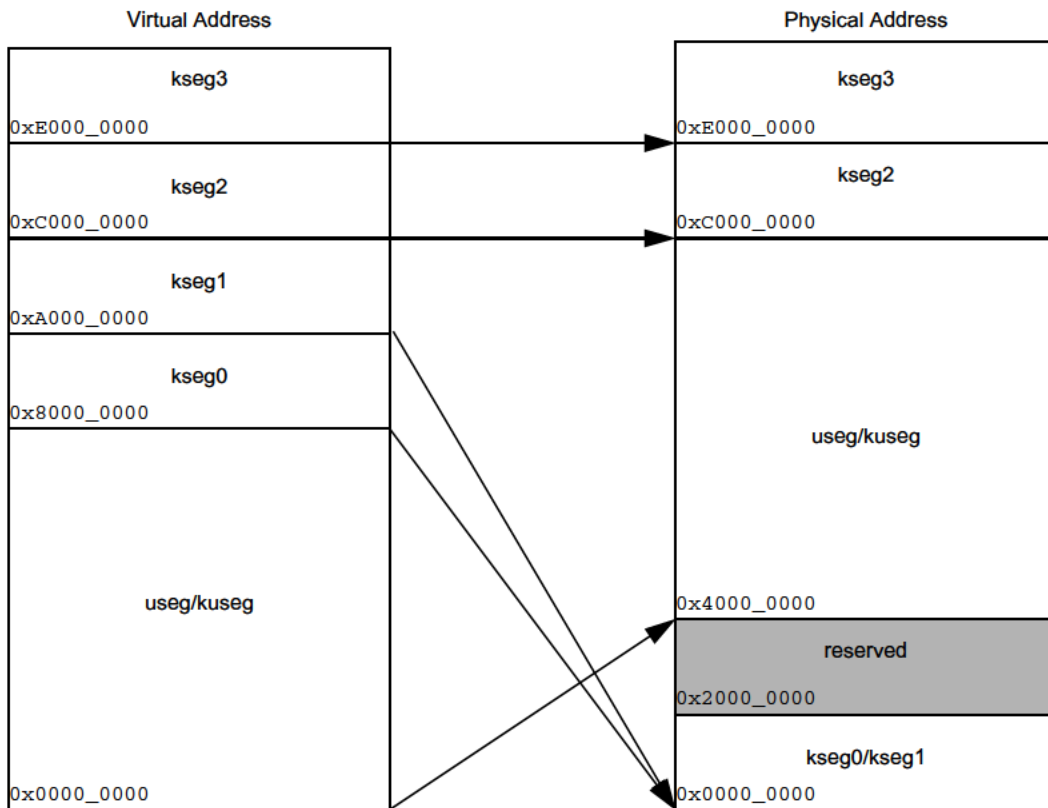 Virtual Address
kseg3
0xE000_0000
kseg2
0xC000_0000
kseg1
0xA000_0000
kseg0
0x8000_0000
useg/kuseg
0x0000_0000
Physical Address
kseg3
0xE000_0000
kseg2
0xC000_0000
useg/kuseg
0x4000_0000
reserved
0x2000_0000
kseg0/kseg1
0x0000_0000